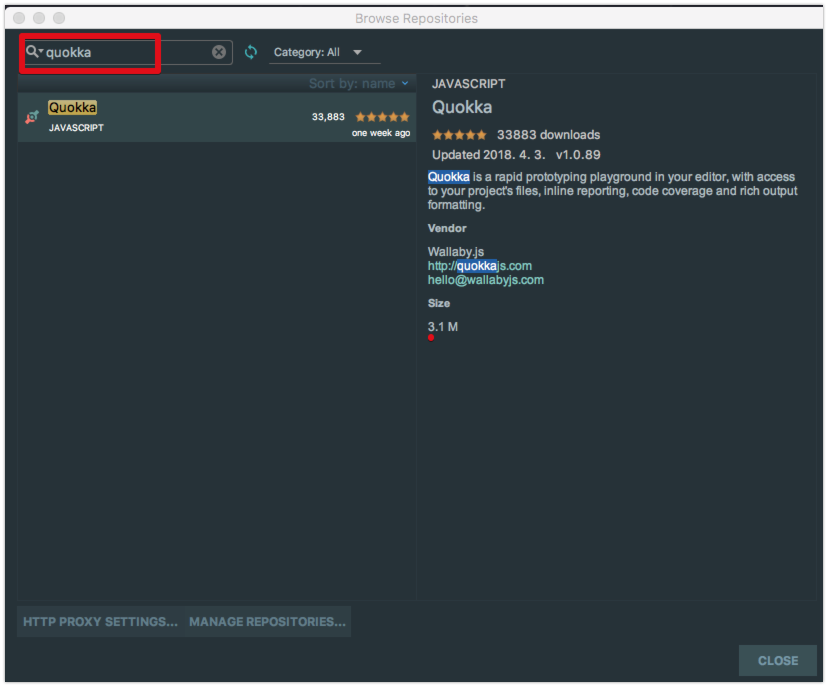 Browse Repositories
quokka
Category: All
Sort by: name
Quokka
JAVASCRIPT
33,883
one week ago
JAVASCRIPT
Quokka
33883 downloads
Updated 2018. 4. 3. v1.0.89
Quokka is a rapid prototyping playground in your editor, with access
to your project's files, inline reporting, code coverage and rich output
formatting.
Vendor
Wallaby.js
http://quokkajs.com
hello@wallabyjs.com
Size
3.1 M
HTTP PROXY SETTINGS... MANAGE REPOSITORIES...
CLOSE